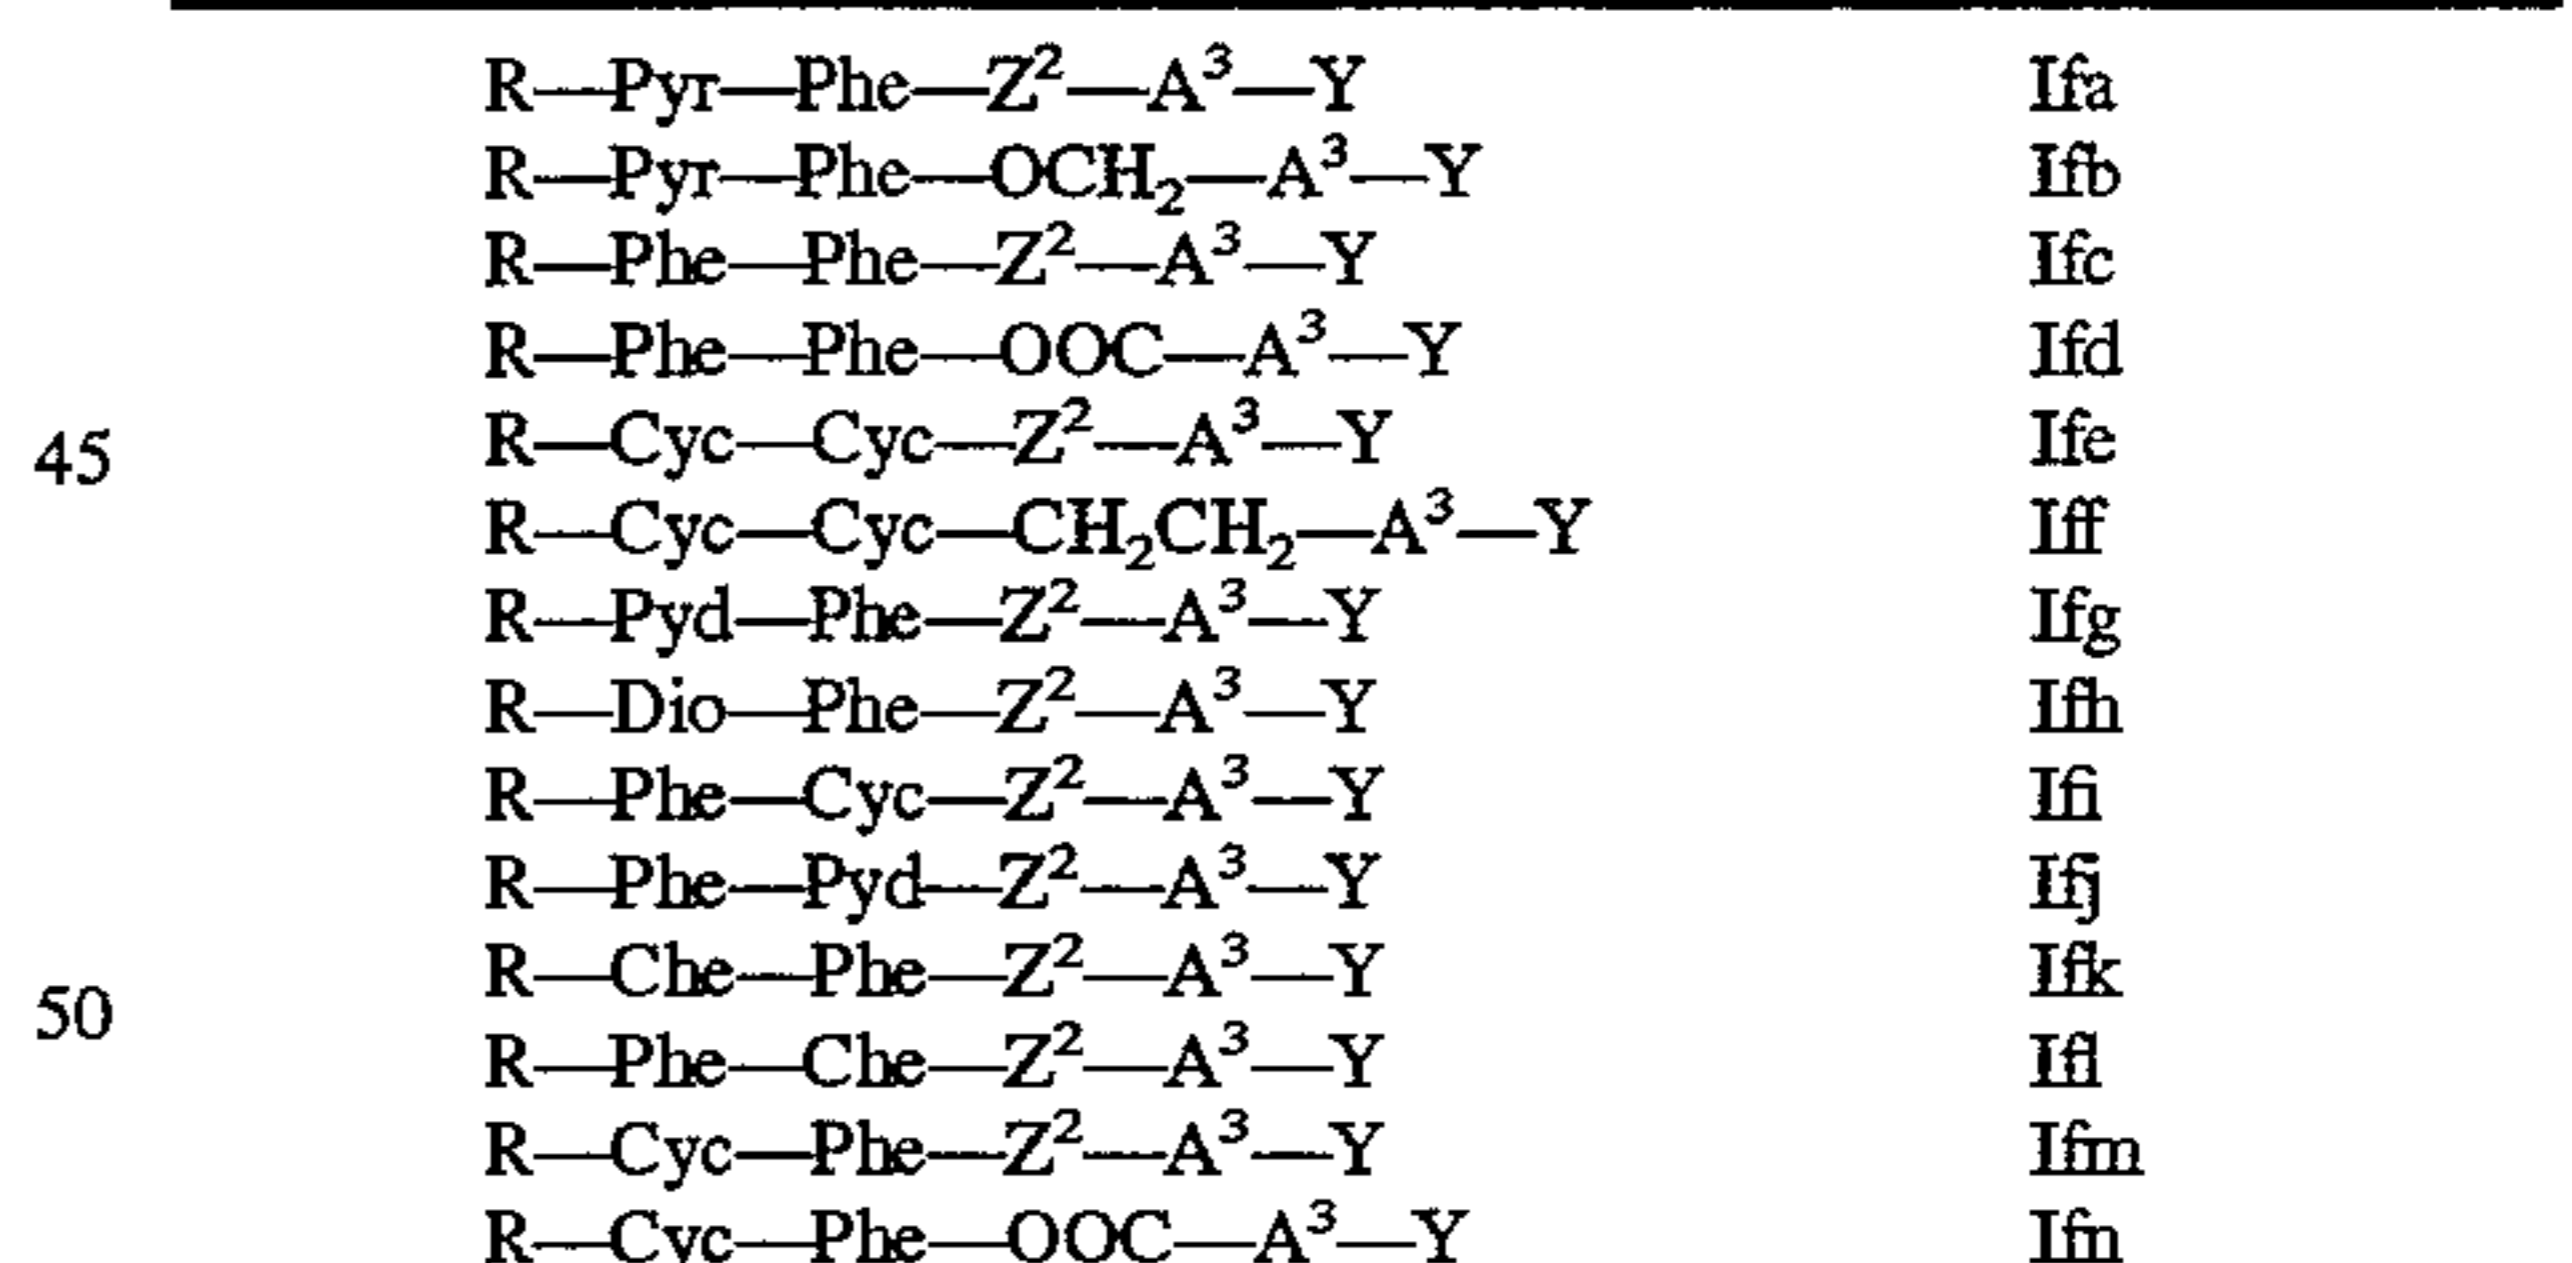 R—Pyr—Phe—Z²—A³—Y Ifa
R—Pyr—Phe—OCH₂—A³—Y Ifb
R—Phe—Phe—Z²—A³—Y Ifc
R—Phe—Phe—OOC—A³—Y Ifd
45 R—Cyc—Cyc—Z²—A³—Y Ife
R—Cyc—Cyc—CH₂CH₂—A³—Y Iff
R—Pyd—Phe—Z²—A³—Y Ifg
R—Dio—Phe—Z²—A³—Y Ifh
R—Phe—Cyc—Z²—A³—Y Ifi
R—Phe—Pyd—Z²—A³—Y Ifj
R—Che—Phe—Z²—A³—Y Ifk
50 R—Phe—Che—Z²—A³—Y Ifl
R—Cyc—Phe—Z²—A³—Y Ifm
R—Cyc—Phe—OOC—A³—Y Ifn